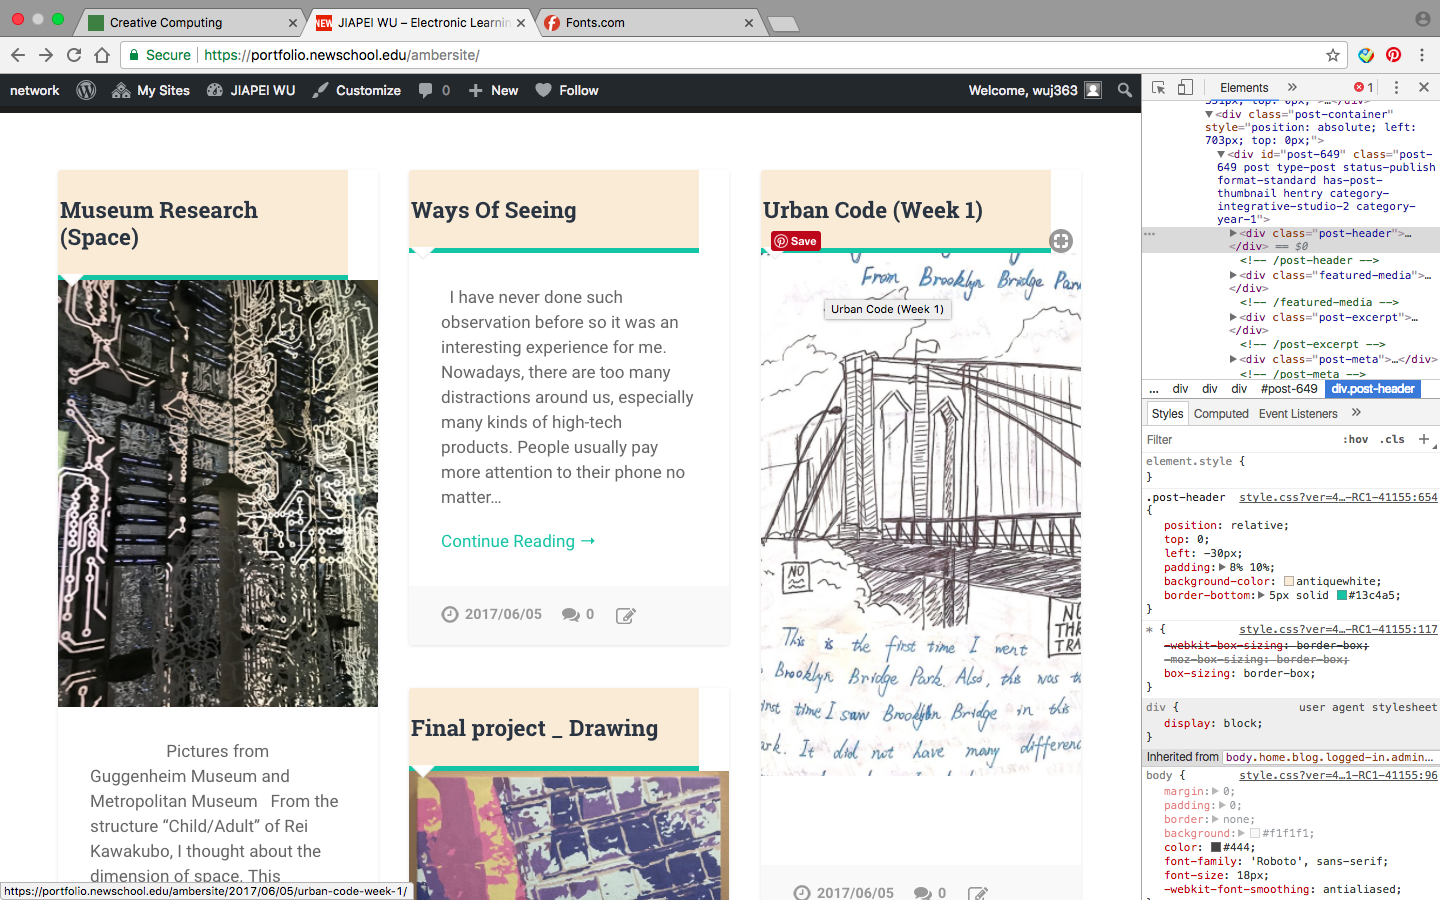 Creative Computing
NEW
JIAPEI WU – Electronic Learnin
Fonts.com
Secure
https://portfolio.newschool.edu/ambersite/
network
My Sites
JIAPEI WU
Customize
0
New
Follow
Welcome, wuj363
Museum Research
(Space)
Pictures from
Guggenheim Museum and
Metropolitan Museum From the
structure “Child/Adult” of Rei
Kawakubo, I thought about the
dimension of space. This
https://portfolio.newschool.edu/ambersite/2017/06/05/urban-code-week-1/
Ways Of Seeing
I have never done such
observation before so it was an
interesting experience for me.
Nowadays, there are too many
distractions around us, especially
many kinds of high-tech
products. People usually pay
more attention to their phone no
matter...
Continue Reading →
2017/06/05
0
Final project _ Drawing
Urban Code (Week 1)
Save
From Brooklyn Bridge Park
Urban Code (Week 1)
NO
NO
THR
TRA
This is the first time I went
Brooklyn Bridge Park. Also, this was t
first time I saw Brooklyn Bridge in this
ark. It did not have many differenc
2017/06/05
0
Elements
»
1
551px; top: 0px; >…</div>
▼<div class="post-container"
style="position: absolute; left:
703px; top: 0px;">
▼<div id="post-649" class="post-
649 post type-post status-publish
format-standard has-post-
thumbnail hentry category-
integrative-studio-2 category-
year-1">
... ▶<div class="post-header">…
</div> == $0
<!-- /post-header -->
▶<div class="featured-media">…
</div>
<!-- /featured-media -->
▶<div class="post-excerpt">…
</div>
<!-- /post-excerpt -->
▶<div class="post-meta">…</div>
<!-- /post-meta -->
... div div div #post-649 div.post-header
Styles Computed Event Listeners »
Filter :hov .cls +
element.style {
}
.post-header style.css?ver=4…-RC1-41155:654
{
position: relative;
top: 0;
left: -30px;
padding:▶8% 10%;
background-color: antiquewhite;
border-bottom:▶5px solid #13c4a5;
}
* { style.css?ver=4…-RC1-41155:117
-webkit-box-sizing: border-box;
-moz-box-sizing: border-box;
box-sizing: border-box;
}
div { user agent stylesheet
display: block;
}
Inherited from body.home.blog.logged-in.admin...
body { style.css?ver=4…1-RC1-41155:96
margin:▶0;
padding:▶0;
border:▶none;
background:▶#f1f1f1;
color: #444;
font-family: 'Roboto', sans-serif;
font-size: 18px;
-webkit-font-smoothing: antialiased;